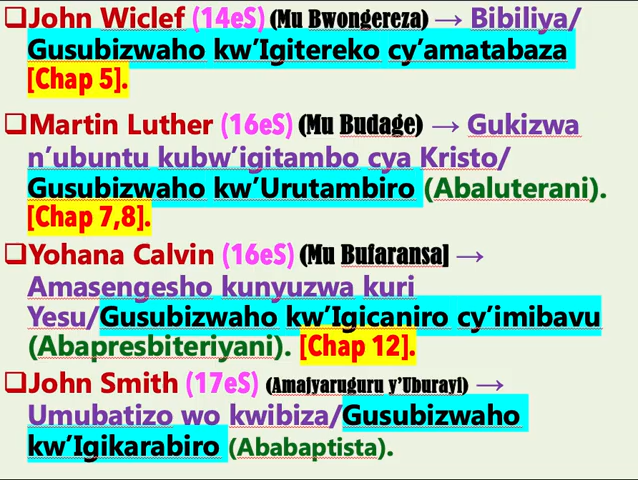 ❑John Wiclef (14eS) (Mu Bwongereza) → Bibiliya/
Gusubizwaho kw’Igitereko cy’amatabaza
[Chap 5].
❑Martin Luther (16eS) (Mu Budage) → Gukizwa
n’ubuntu kubw’igitambo cya Kristo/
Gusubizwaho kw’Urutambiro (Abaluterani).
[Chap 7,8].
❑Yohana Calvin (16eS) (Mu Bufaransa] →
Amasengesho kunyuzwa kuri
Yesu/Gusubizwaho kw’Igicaniro cy’imibavu
(Abapresbiteriyani). [Chap 12].
❑John Smith (17eS) (Amajyaruguru y’Uburayi) →
Umubatizo wo kwibiza/Gusubizwaho
kw’Igikarabiro (Ababaptista).